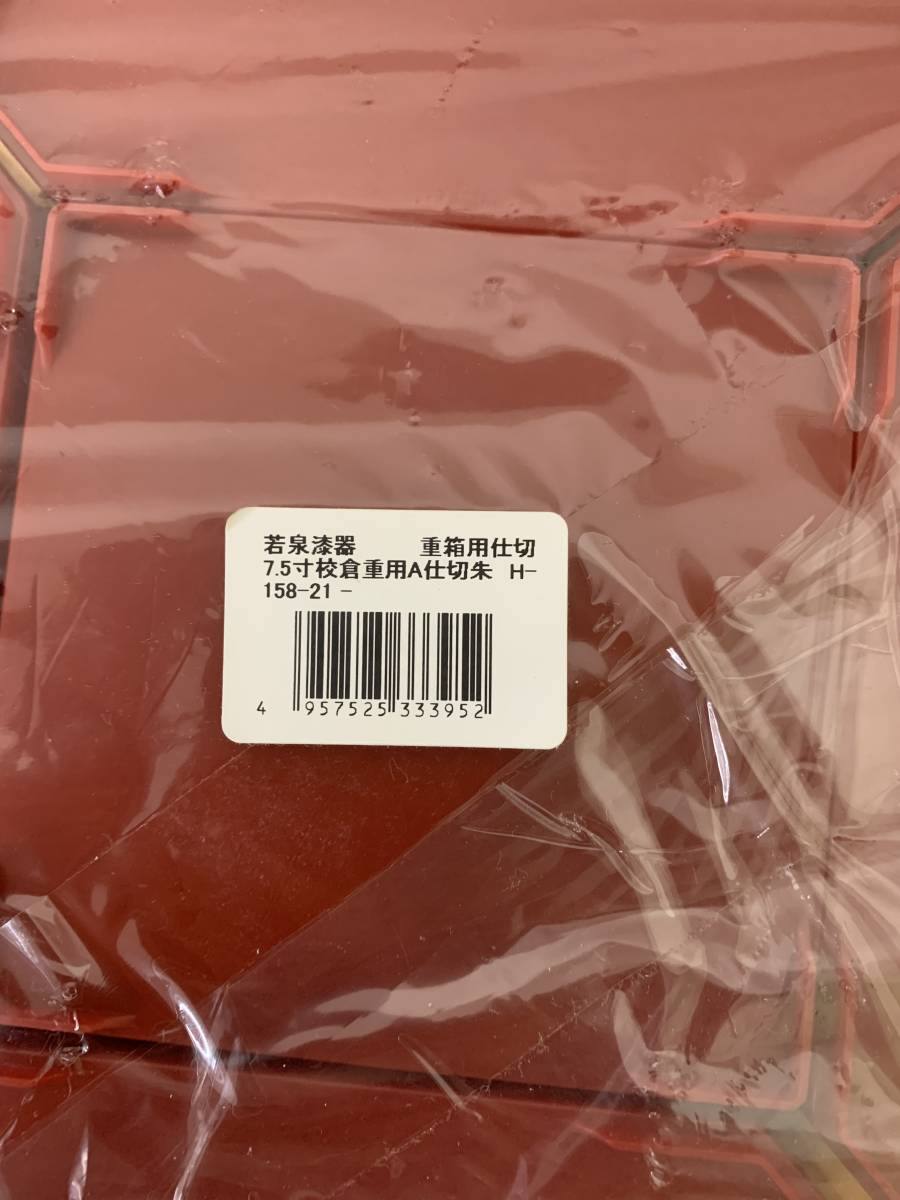 若泉漆器 重箱用仕切
7.5寸校倉重用A仕切朱 H-
158-21 -
4 957525 333952